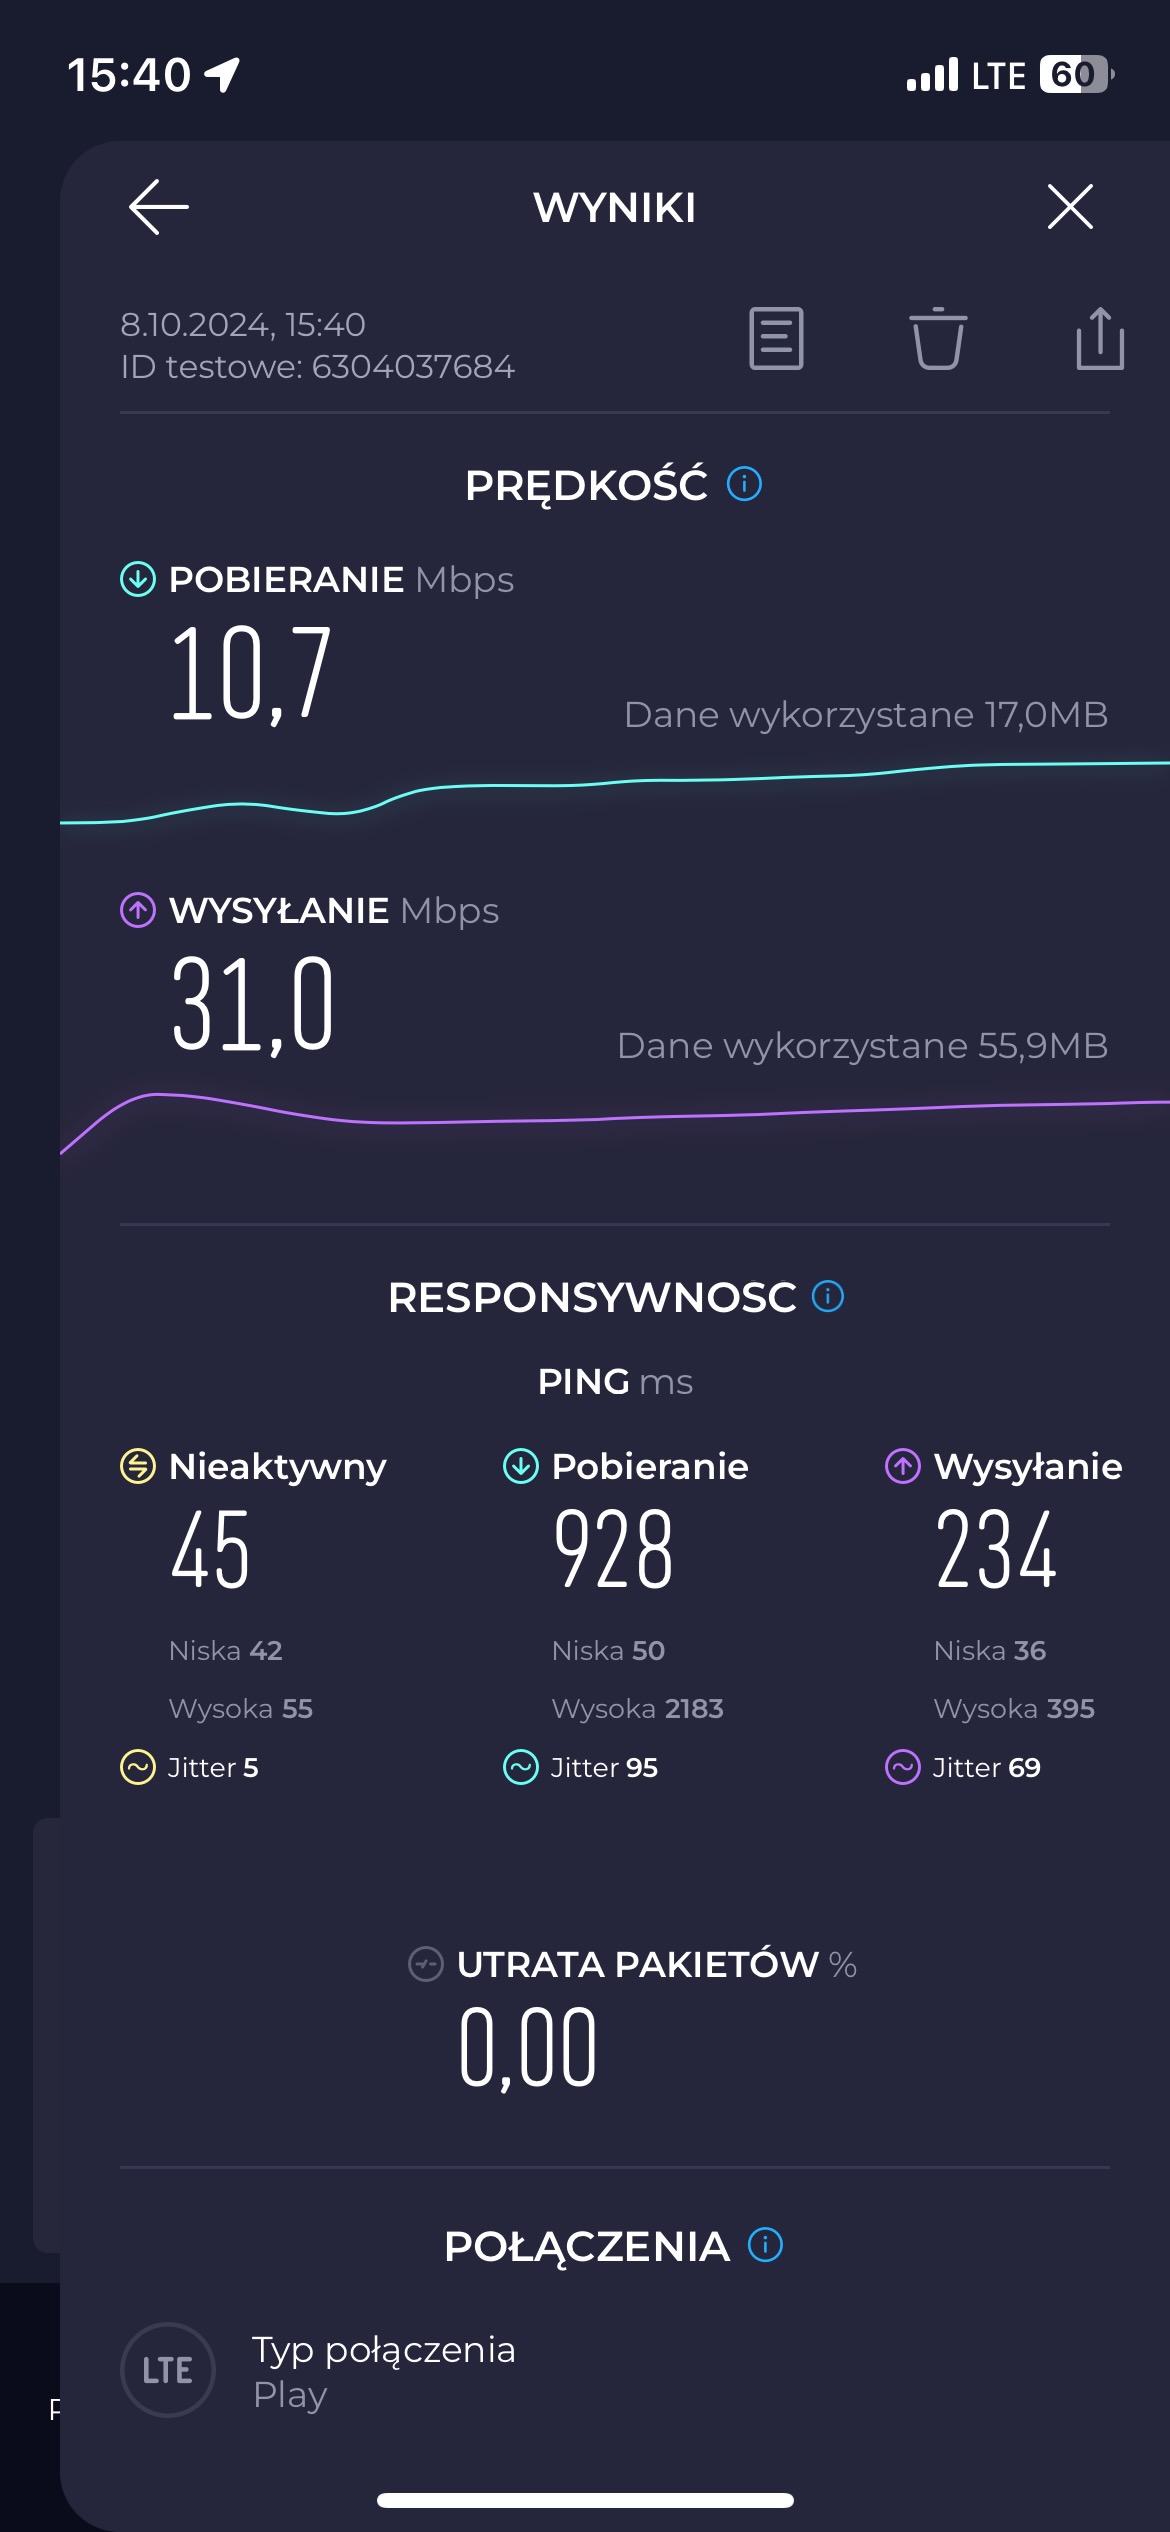 15:40
LTE 60
WYNIKI
8.10.2024, 15:40
ID testowe: 6304037684
PRĘDKOŚĆ
POBIERANIE Mbps
10,7
Dane wykorzystane 17,0MB
WYSYŁANIE Mbps
31,0
Dane wykorzystane 55,9MB
RESPONSYWNOSC
PING ms
Nieaktywny Pobieranie Wysyłanie
45 928 234
Niska 42 Niska 50 Niska 36
Wysoka 55 Wysoka 2183 Wysoka 395
Jitter 5 Jitter 95 Jitter 69
UTRATA PAKIETÓW %
0,00
POŁĄCZENIA
LTE
Typ połączenia
Play